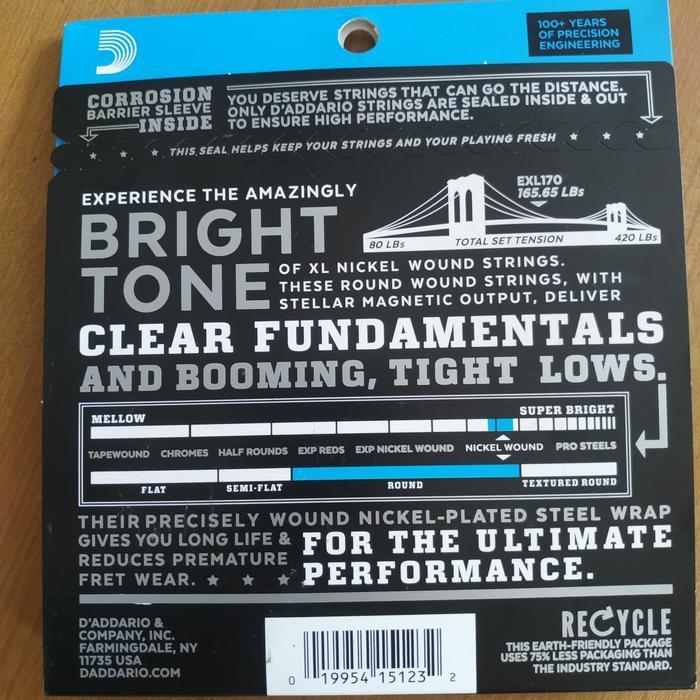 100+ YEARS
OF PRECISION
ENGINEERING
CORROSION
BARRIER SLEEVE
INSIDE
YOU DESERVE STRINGS THAT CAN GO THE DISTANCE.
ONLY D'ADDARIO STRINGS ARE SEALED INSIDE & OUT
TO ENSURE HIGH PERFORMANCE.
THIS SEAL HELPS KEEP YOUR STRINGS AND YOUR PLAYING FRESH
EXPERIENCE THE AMAZINGLY
BRIGHT
TONE
EXL170
165.65 LBs
80 LBs
TOTAL SET TENSION
420 LBs
OF XL NICKEL WOUND STRINGS.
THESE ROUND WOUND STRINGS, WITH
STELLAR MAGNETIC OUTPUT, DELIVER
CLEAR FUNDAMENTALS
AND BOOMING, TIGHT LOWS.
MELLOW
SUPER BRIGHT
TAPEWOUND CHROMES HALF ROUNDS EXP REDS EXP NICKEL WOUND NICKEL WOUND PRO STEELS
FLAT SEMI-FLAT ROUND TEXTURED ROUND
THEIR PRECISELY WOUND NICKEL-PLATED STEEL WRAP
GIVES YOU LONG LIFE &
REDUCES PREMATURE
FRET WEAR.
FOR THE ULTIMATE
PERFORMANCE.
D'ADDARIO &
COMPANY, INC.
FARMINGDALE, NY
11735 USA
DADDARIO.COM
0 19954 15123 2
RECYCLE
THIS EARTH-FRIENDLY PACKAGE
USES 75% LESS PACKAGING THAN
THE INDUSTRY STANDARD.